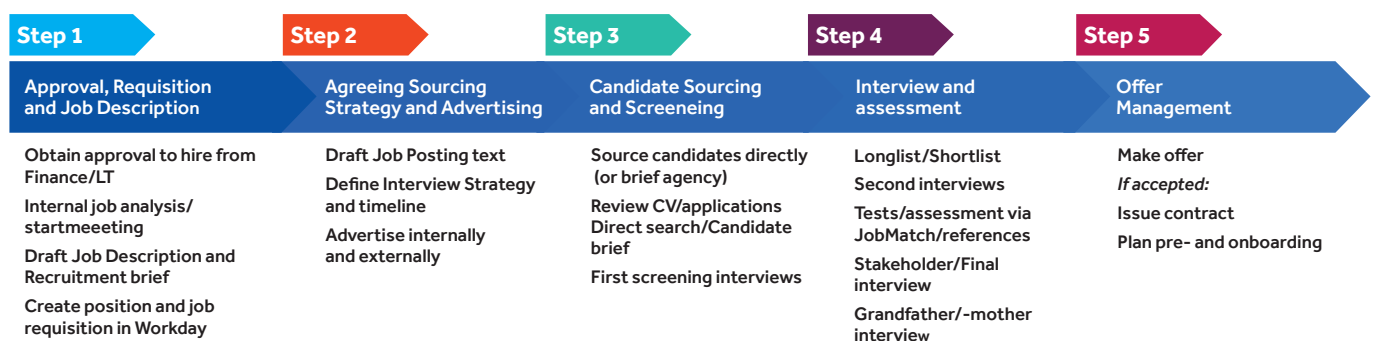 Step 1
Approval, Requisition
and Job Description
Obtain approval to hire from
Finance/LT
Internal job analysis/
startmeeeting
Draft Job Description and
Recruitment brief
Create position and job
requisition in Workday
Step 2
Agreeing Sourcing
Strategy and Advertising
Draft Job Posting text
Define Interview Strategy
and timeline
Advertise internally
and externally
Step 3
Candidate Sourcing
and Screeneing
Source candidates directly
(or brief agency)
Review CV/applications
Direct search/Candidate
brief
First screening interviews
Step 4
Interview and
assessment
Longlist/Shortlist
Second interviews
Tests/assessment via
JobMatch/references
Stakeholder/Final
interview
Grandfather/-mother
interview
Step 5
Offer
Management
Make offer
If accepted:
Issue contract
Plan pre- and onboarding